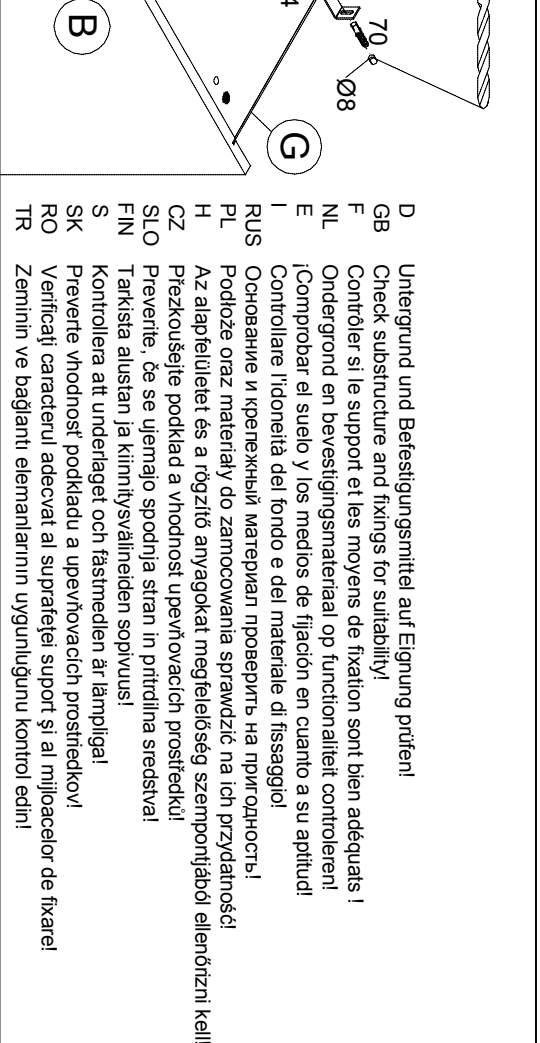 4
70
Ø8
B
G
D Untergrund und Befestigungsmittel auf Eignung prüfen!
GB Check substructure and fixings for suitability!
F Contrôler si le support et les moyens de fixation sont bien adéquats !
NL Ondergrond en bevestigingsmateriaal op functionaliteit controleren!
E ¡Comprobar el suelo y los medios de fijación en cuanto a su aptitud!
I Controllare l'idoneità del fondo e del materiale di fissaggio!
RUS Основание и крепежный материал проверить на пригодность!
PL Podłoże oraz materiały do zamocowania sprawdzić na ich przydatność!
H Az alapfelületet és a rögzítő anyagokat megfelelőség szempontjából ellenőrizni kell!
CZ Přezkoušejte podklad a vhodnost upevňovacích prostředků!
SLO Preverite, če se ujemajo spodnja stran in pritrdilna sredstva!
FIN Tarkista alustan ja kiinnitysvälineiden sopivuus!
S Kontrollera att underlaget och fästmedlen är lämpliga!
SK Preverte vhodnosť podkladu a upevňovacích prostriedkov!
RO Verificaţi caracterul adecvat al suprafeţei suport şi al mijloacelor de fixare!
TR Zeminin ve bağlantı elemanlarının uygunluğunu kontrol edin!